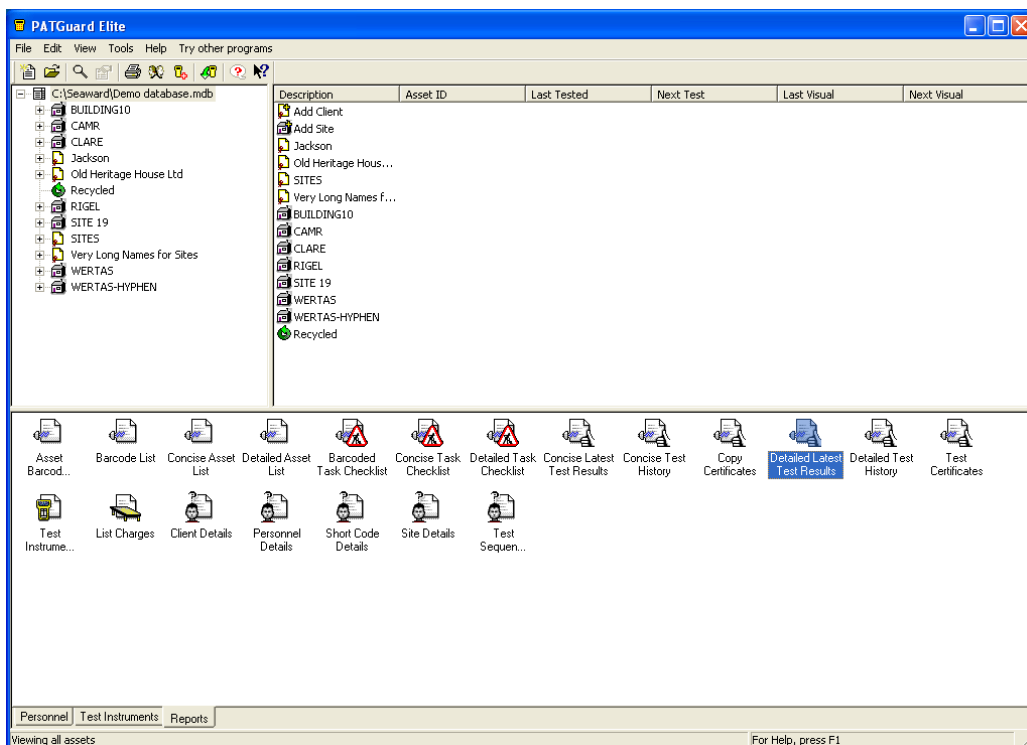 PATGuard Elite
File Edit View Tools Help Try other programs
C:\Seaward\Demo database.mdb
BUILDING10
CAMR
CLARE
Jackson
Old Heritage House Ltd
Recycled
RIGEL
SITE 19
SITES
Very Long Names for Sites
WERTAS
WERTAS-HYPHEN
Description Asset ID Last Tested Next Test Last Visual Next Visual
Add Client
Add Site
Jackson
Old Heritage Hous...
SITES
Very Long Names f...
BUILDING10
CAMR
CLARE
RIGEL
SITE 19
WERTAS
WERTAS-HYPHEN
Recycled
Asset Barcode List Concise Asset Detailed Asset Barcoded Concise Task Detailed Task Concise Latest Concise Test Copy Detailed Latest Detailed Test Test
Barcod... List List Task Checklist Checklist Checklist Test Results History Certificates Test Results History Certificates
Test List Charges Client Details Personnel Short Code Site Details Test
Instrume... Details Details Sequen...
Personnel Test Instruments Reports
Viewing all assets For Help, press F1